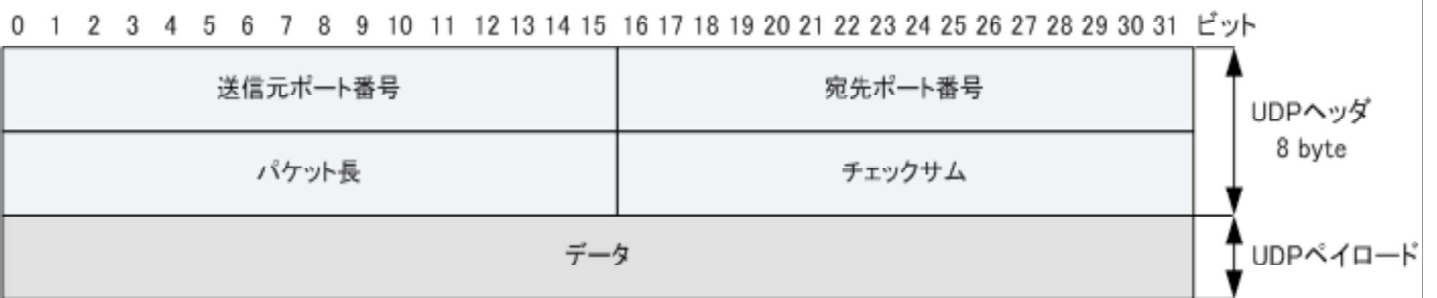 0 1 2 3 4 5 6 7 8 9 10 11 12 13 14 15 16 17 18 19 20 21 22 23 24 25 26 27 28 29 30 31 ビット
送信元ポート番号 宛先ポート番号
UDPヘッダ
8 byte
パケット長 チェックサム
データ UDPペイロード